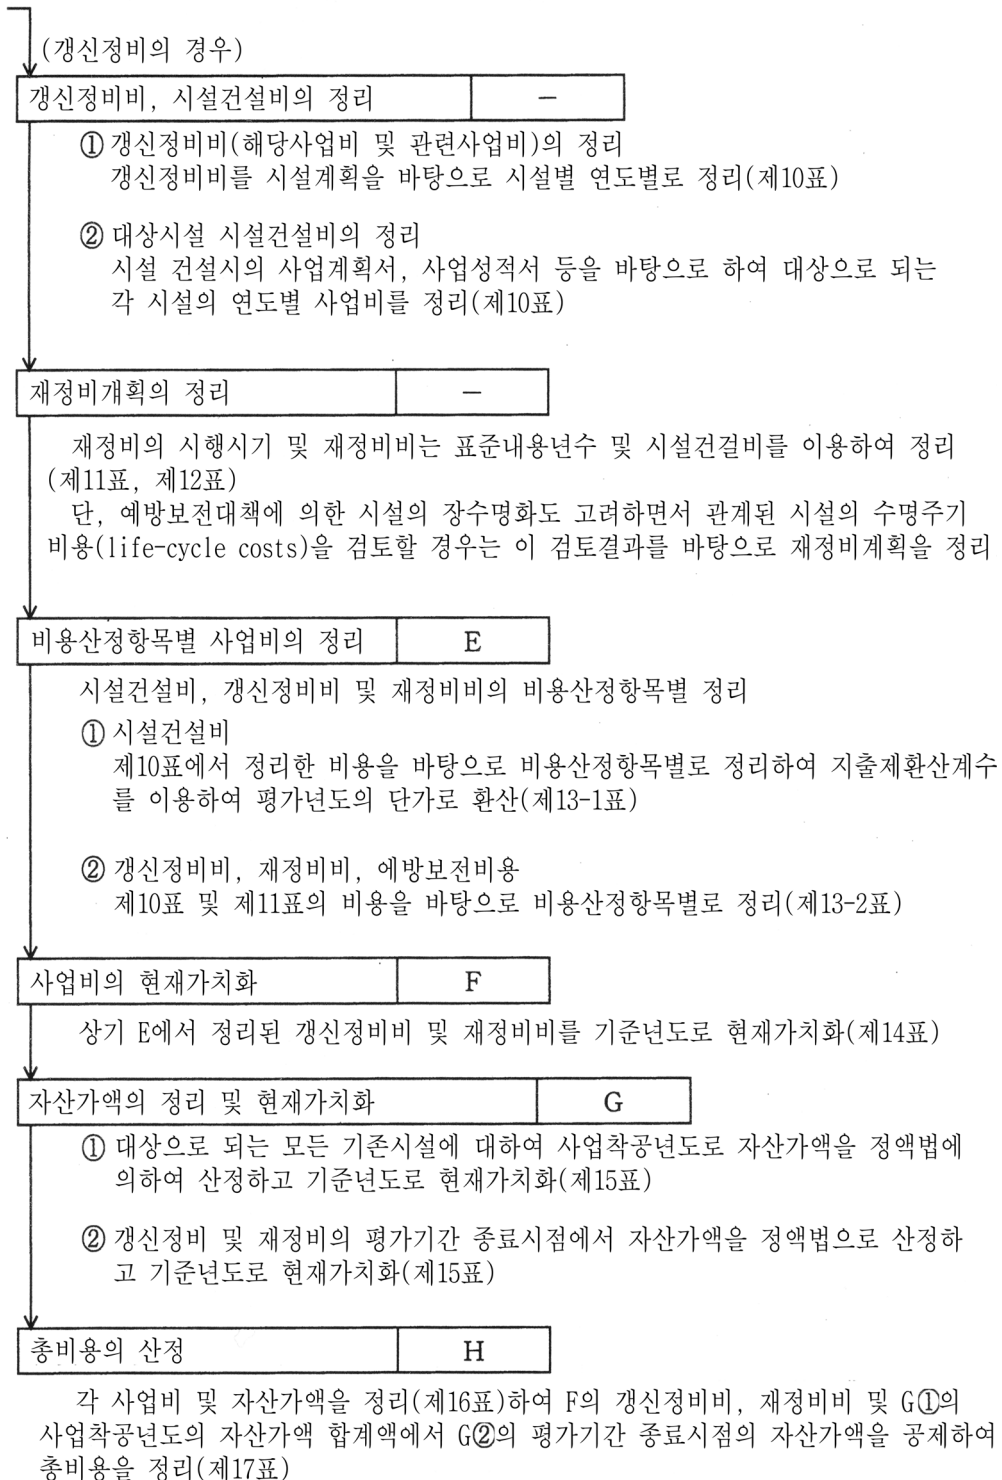 (갱신정비의 경우)
갱신정비비, 시설건설비의 정리 —
① 갱신정비비(해당사업비 및 관련사업비)의 정리
갱신정비비를 시설계획을 바탕으로 시설별 연도별로 정리(제10표)
② 대상시설 시설건설비의 정리
시설 건설시의 사업계획서, 사업성적서 등을 바탕으로 하여 대상으로 되는
각 시설의 연도별 사업비를 정리(제10표)
재정비걔획의 정리 —
재정비의 시행시기 및 재정비비는 표준내용년수 및 시설건걸비를 이용하여 정리
(제11표, 제12표)
단, 예방보전대책에 의한 시설의 장수명화도 고려하면서 관계된 시설의 수명주기
비용(life-cycle costs)을 검토할 경우는 이 검토결과를 바탕으로 재정비계획을 정리
비용산정항목별 사업비의 정리 E
시설건설비, 갱신정비비 및 재정비비의 비용산정항목별 정리
① 시설건설비
제10표에서 정리한 비용을 바탕으로 비용산정항목별로 정리하여 지출제환산계수
를 이용하여 평가년도의 단가로 환산(제13-1표)
② 갱신정비비, 재정비비, 에방보전비용
제10표 및 제11표의 비용을 바탕으로 비용산정항목별로 정리(제13-2표)
사업비의 현재가치화 F
상기 E에서 정리된 갱신정비비 및 재정비비를 기준년도로 현재가치화(제14표)
자산가액의 정리 및 현재가치화 G
① 대상으로 되는 모든 기존시설에 대하여 사업착공년도로 자산가액을 정액법에
의하여 산정하고 기준년도로 현재가치화(제15표)
② 갱신정비 및 재정비의 평가기간 종료시점에서 자산가액을 정액법으로 산정하
고 기준년도로 현재가치화(제15표)
총비용의 산정 H
각 사업비 및 자산가액을 정리(제16표)하여 F의 갱신정비비, 재정비비 및 G①의
사업착공년도의 자산가액 합계액에서 G②의 평가기간 종료시점의 자산가액을 공제하여
총비용을 정리(제17표)